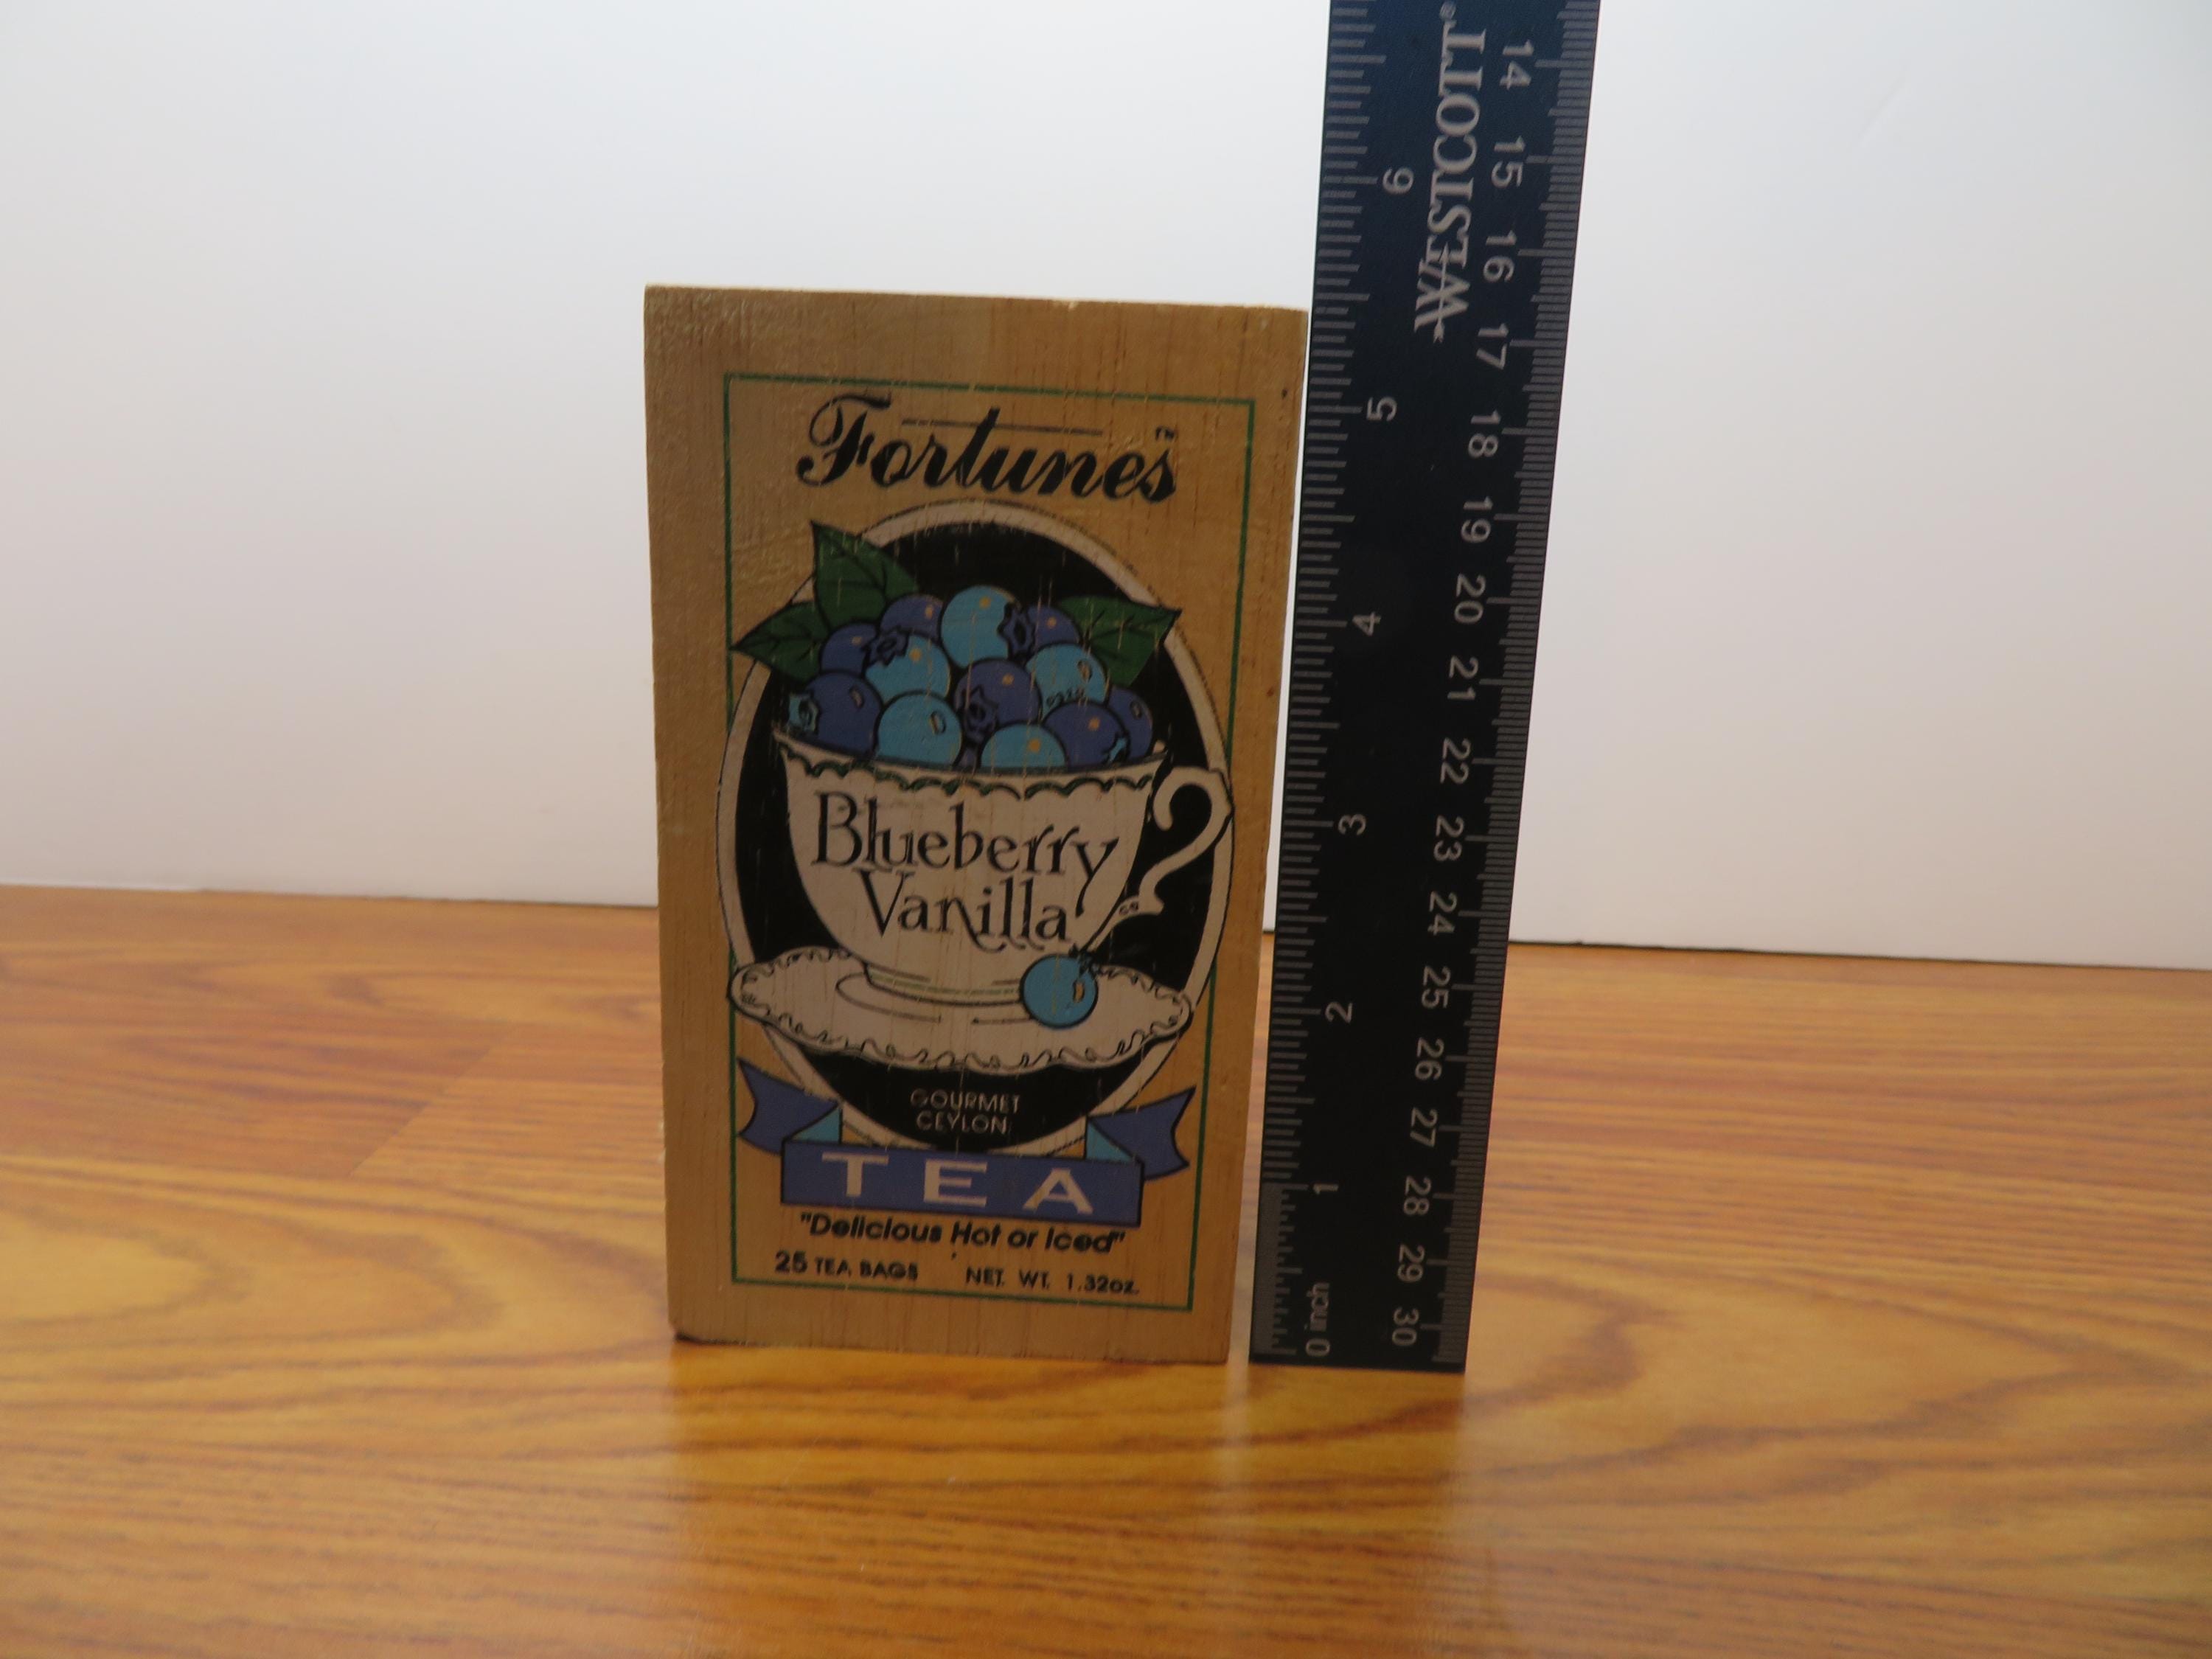 Fortunes™
Blueberry
Vanilla
GOURMET
CEYLON
TEA
"Delicious Hot or Iced"
25 TEA BAGS NET. WT. 1.32oz.
WESTCOTT®
14 15 16 17 18 19 20 21 22 23 24 25 26 27 28 29 30
6 5 4 3 2 1 0 inch